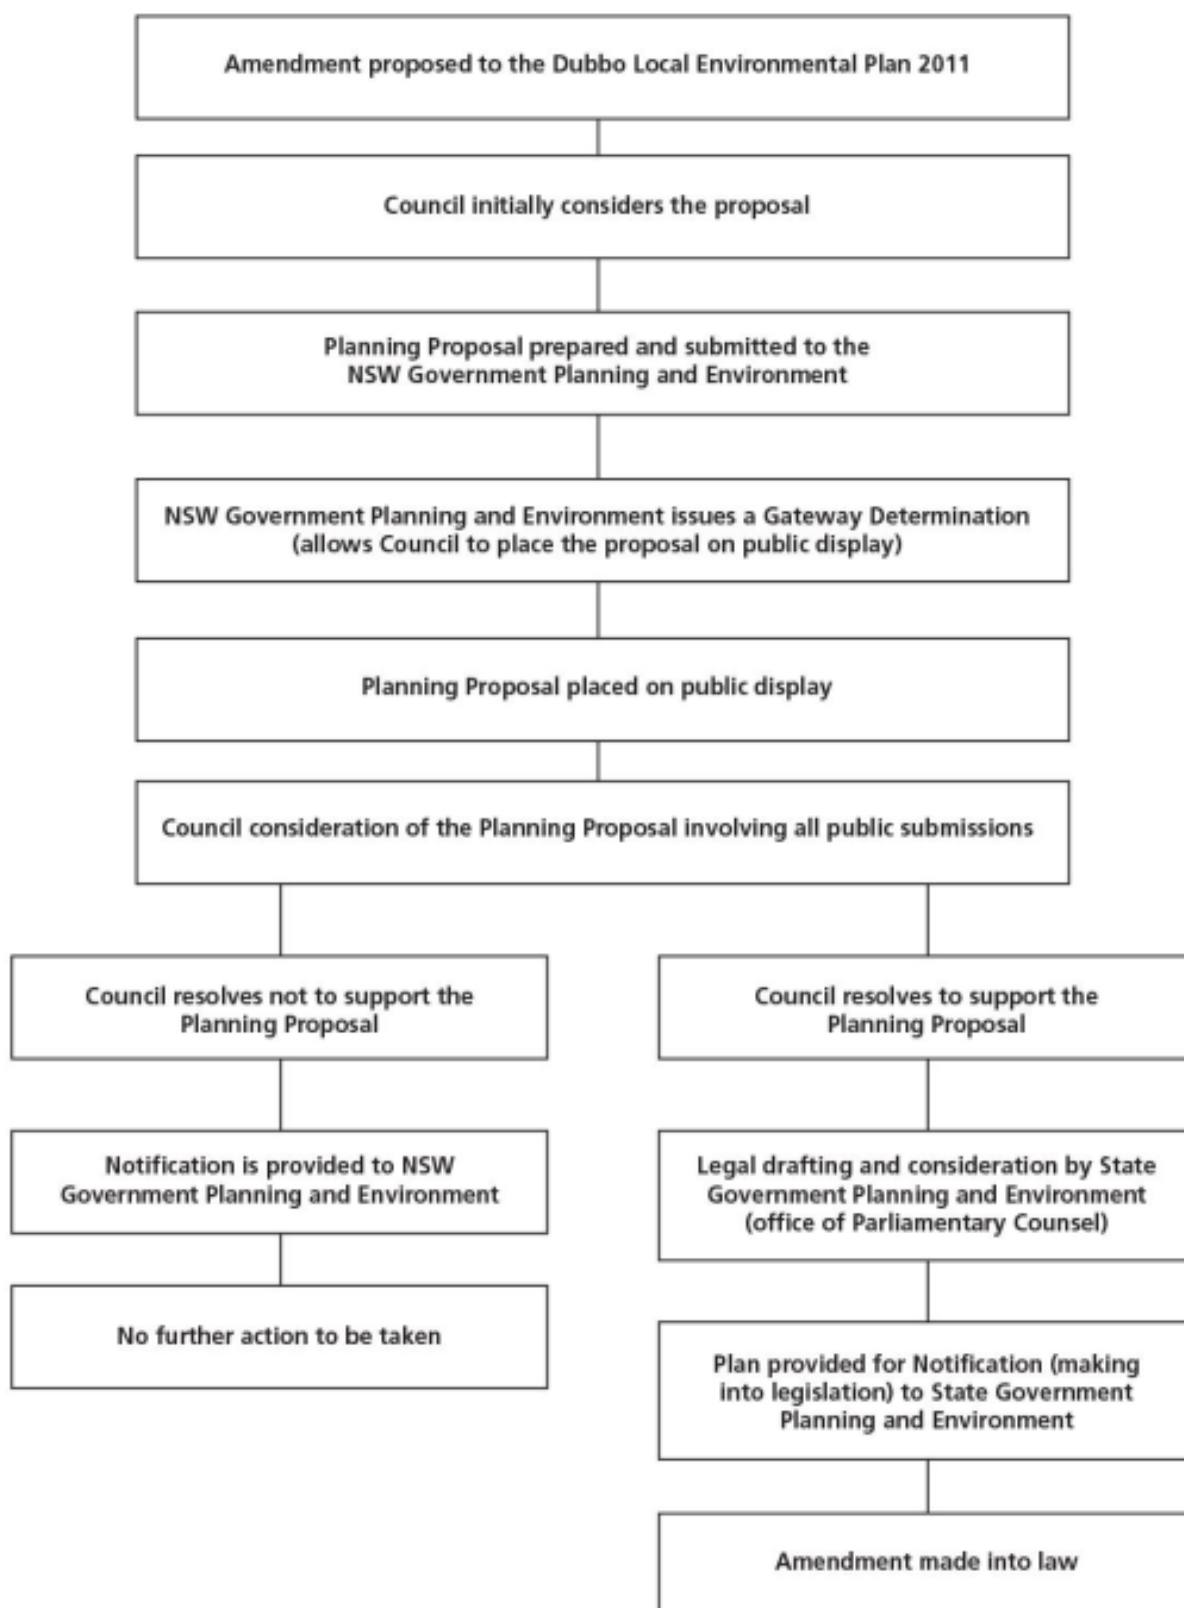 Amendment proposed to the Dubbo Local Environmental Plan 2011
Council initially considers the proposal
Planning Proposal prepared and submitted to the
NSW Government Planning and Environment
NSW Government Planning and Environment issues a Gateway Determination
(allows Council to place the proposal on public display)
Planning Proposal placed on public display
Council consideration of the Planning Proposal involving all public submissions
Council resolves not to support the
Planning Proposal
Notification is provided to NSW
Government Planning and Environment
No further action to be taken
Council resolves to support the
Planning Proposal
Legal drafting and consideration by State
Government Planning and Environment
(office of Parliamentary Counsel)
Plan provided for Notification (making
into legislation) to State Government
Planning and Environment
Amendment made into law